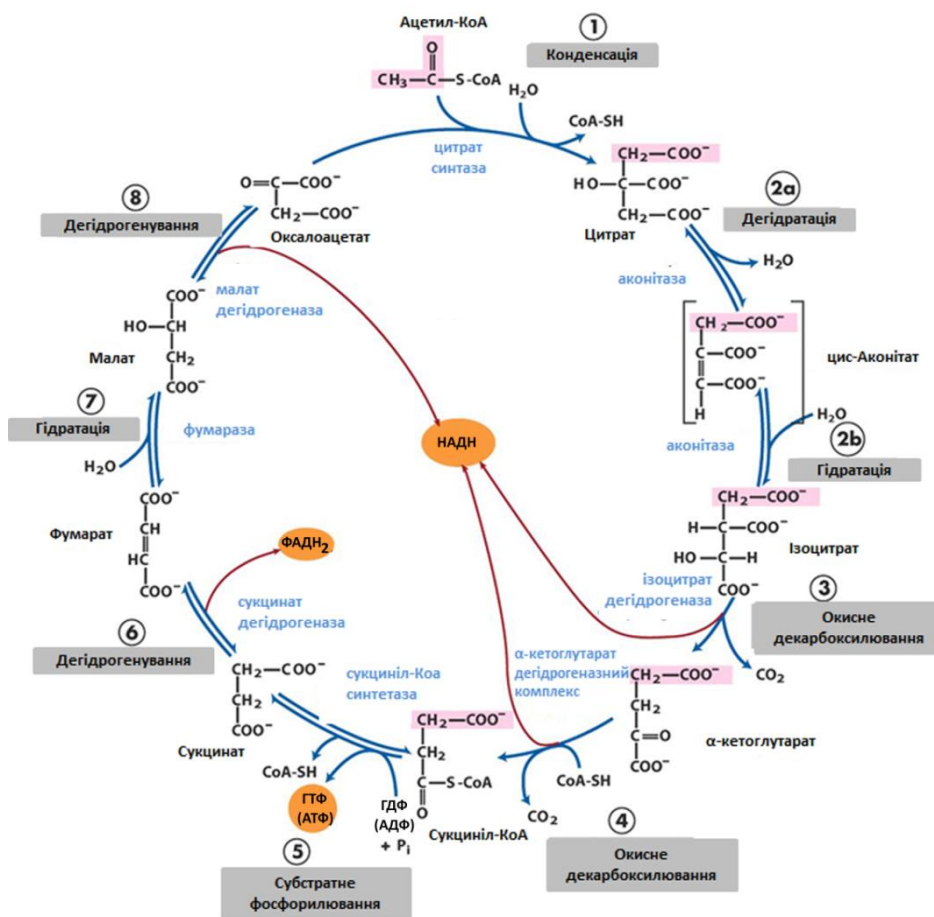 Ацетил-КоА
O
CH₃—C—S-CoA
1
Конденсація
H₂O
CoA-SH
цитрат
синтаза
O=C—COO⁻
CH₂—COO⁻
Оксалоацетат
CH₂—COO⁻
HO—C—COO⁻
CH₂—COO⁻
Цитрат
2a
Дегідратація
H₂O
аконітаза
CH₂—COO⁻
C—COO⁻
C—COO⁻
H
цис-Аконітат
аконітаза
H₂O
2b
Гідратація
CH₂—COO⁻
H—C—COO⁻
HO—C—H
COO⁻
Ізоцитрат
ізоцитрат
дегідрогеназа
3
Окисне
декарбоксилювання
CO₂
CH₂—COO⁻
CH₂
C=O
COO⁻
α-кетоглутарат
α-кетоглутарат
дегідрогеназний
комплекс
CoA-SH
CO₂
4
Окисне
декарбоксилювання
CH₂—COO⁻
CH₂
C—S-CoA
O
Сукциніл-КоА
сукциніл-Коа
синтетаза
ГДФ
(АДФ)
+ Pᵢ
ГТФ
(АТФ)
CoA-SH
5
Субстратне
фосфорилювання
CH₂—COO⁻
CH₂
COO⁻
Сукцинат
6
Дегідрогенування
сукцинат
дегідрогеназа
ФАДН₂
COO⁻
CH
HC
COO⁻
Фумарат
7
Гідратація
H₂O
фумараза
COO⁻
HO—CH
CH₂
COO⁻
Малат
8
Дегідрогенування
малат
дегідрогеназа
НАДН